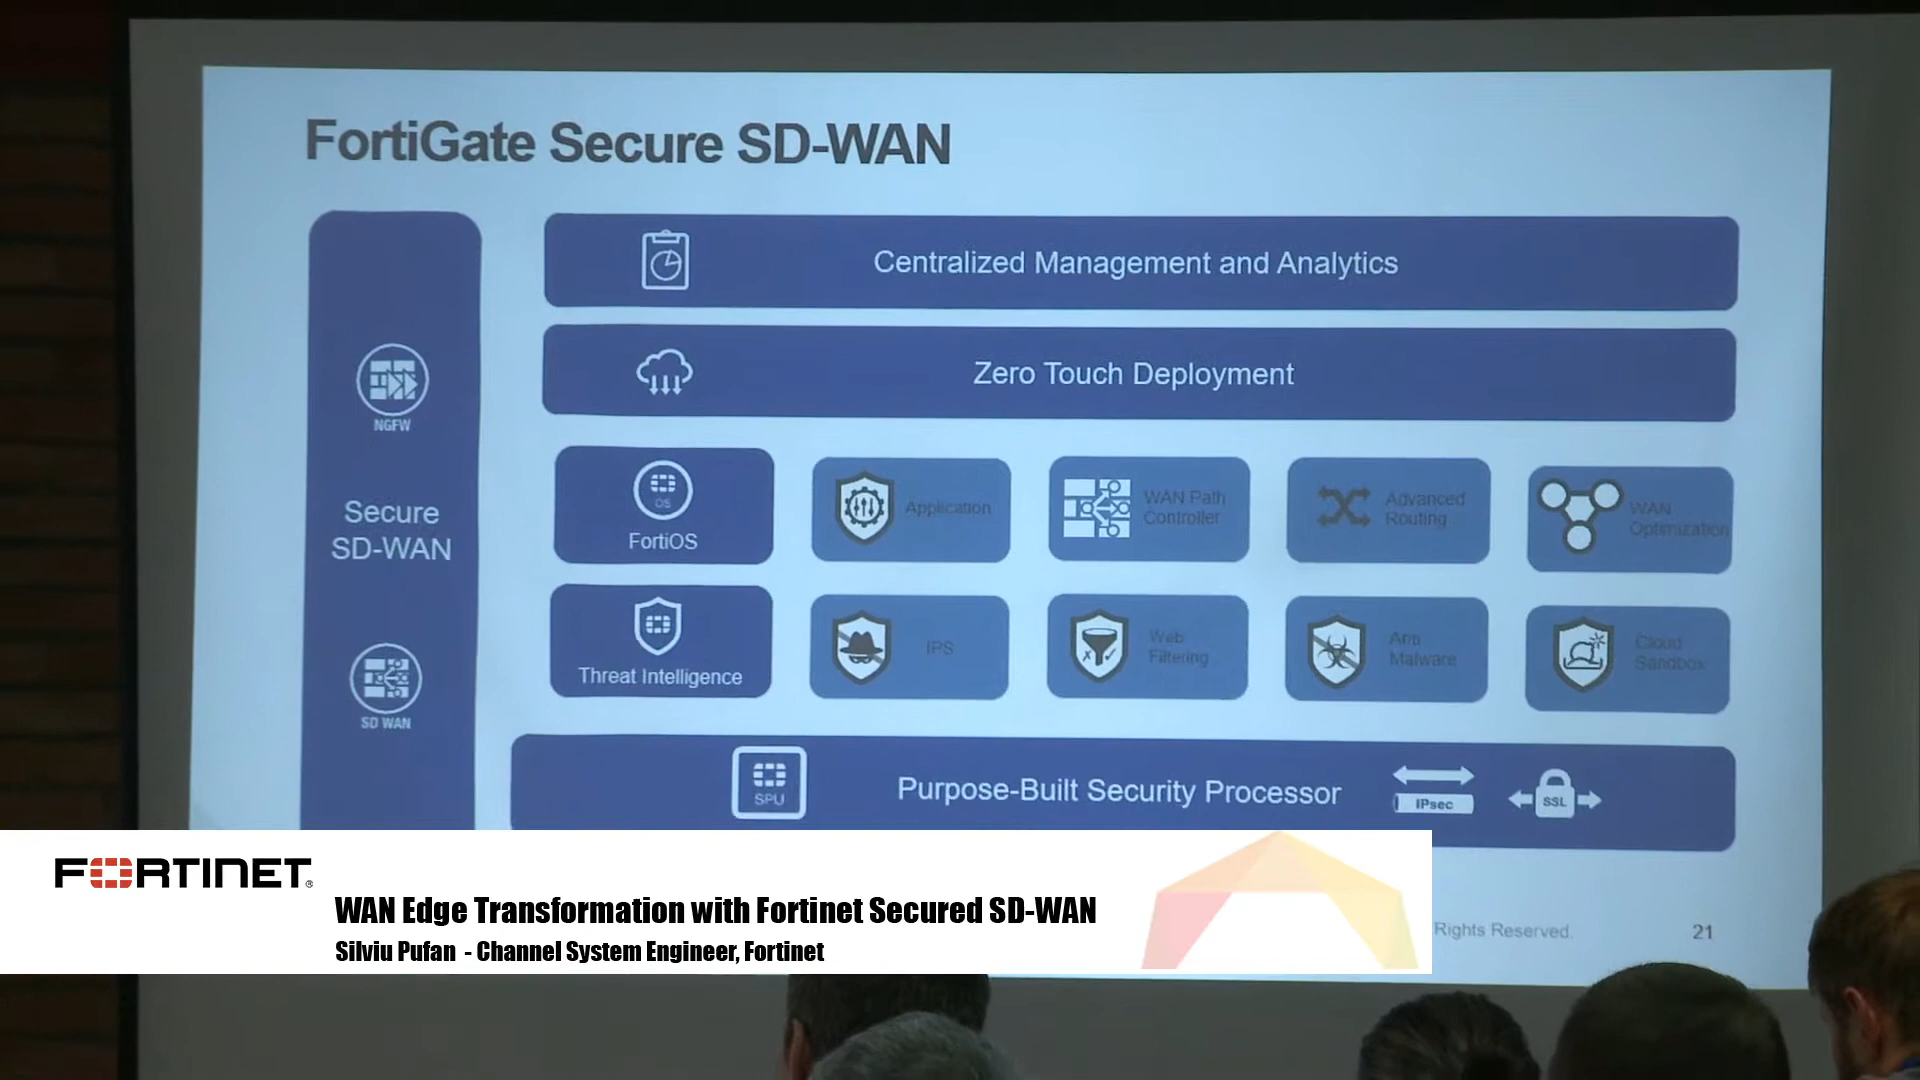 FortiGate Secure SD-WAN
Centralized Management and Analytics
Zero Touch Deployment
NGFW
Secure
SD-WAN
SD WAN
OS
FortiOS
Application
WAN Path
Controller
Advanced
Routing
WAN
Optimization
Threat Intelligence
IPS
Web
Filtering
Anti
Malware
Cloud
Sandbox
SPU
Purpose-Built Security Processor
IPsec
SSL
Rights Reserved.
21
FORTINET®
WAN Edge Transformation with Fortinet Secured SD-WAN
Silviu Pufan - Channel System Engineer, Fortinet